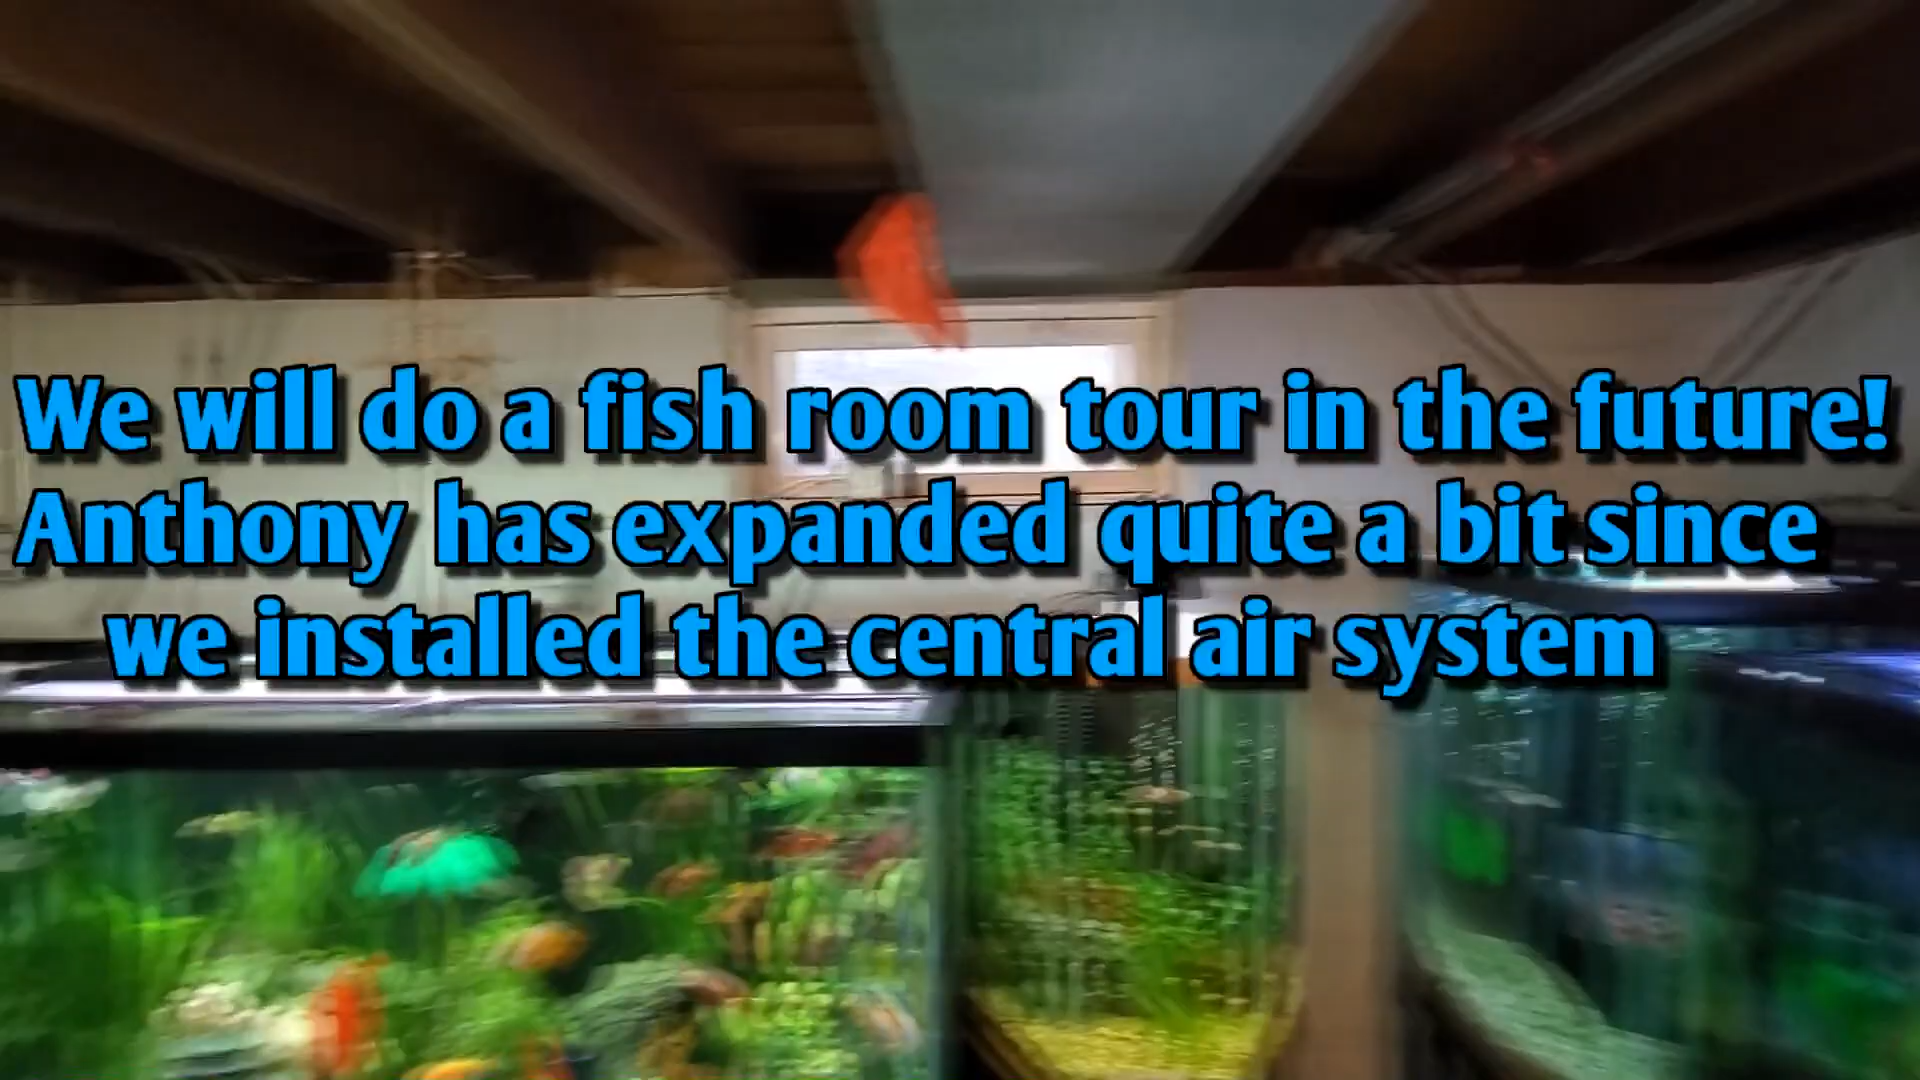 We will do a fish room tour in the future!
Anthony has expanded quite a bit since
we installed the central air system